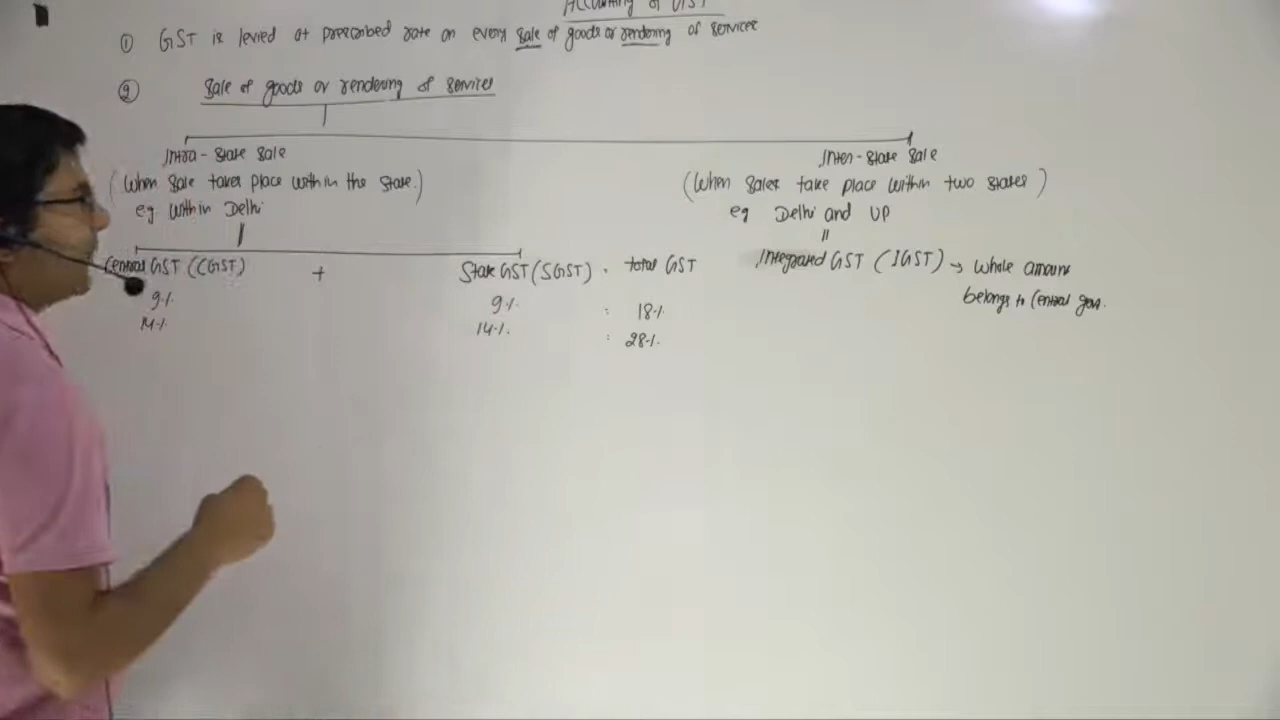 Accounting of GST
① GST is levied at prescribed rate on every sale of goods or rendering of services
② Sale of goods or rendering of services
Intra-State Sale
(When Sale takes place within the State.)
eg within Delhi
Inter-State Sale
(When Sales take place within two states)
eg Delhi and UP
Central GST (CGST) + State GST (SGST) = total GST
9% 9% : 18%
14% 14% : 28%
Integrated GST (IGST) → Whole amount
belongs to Central gov.